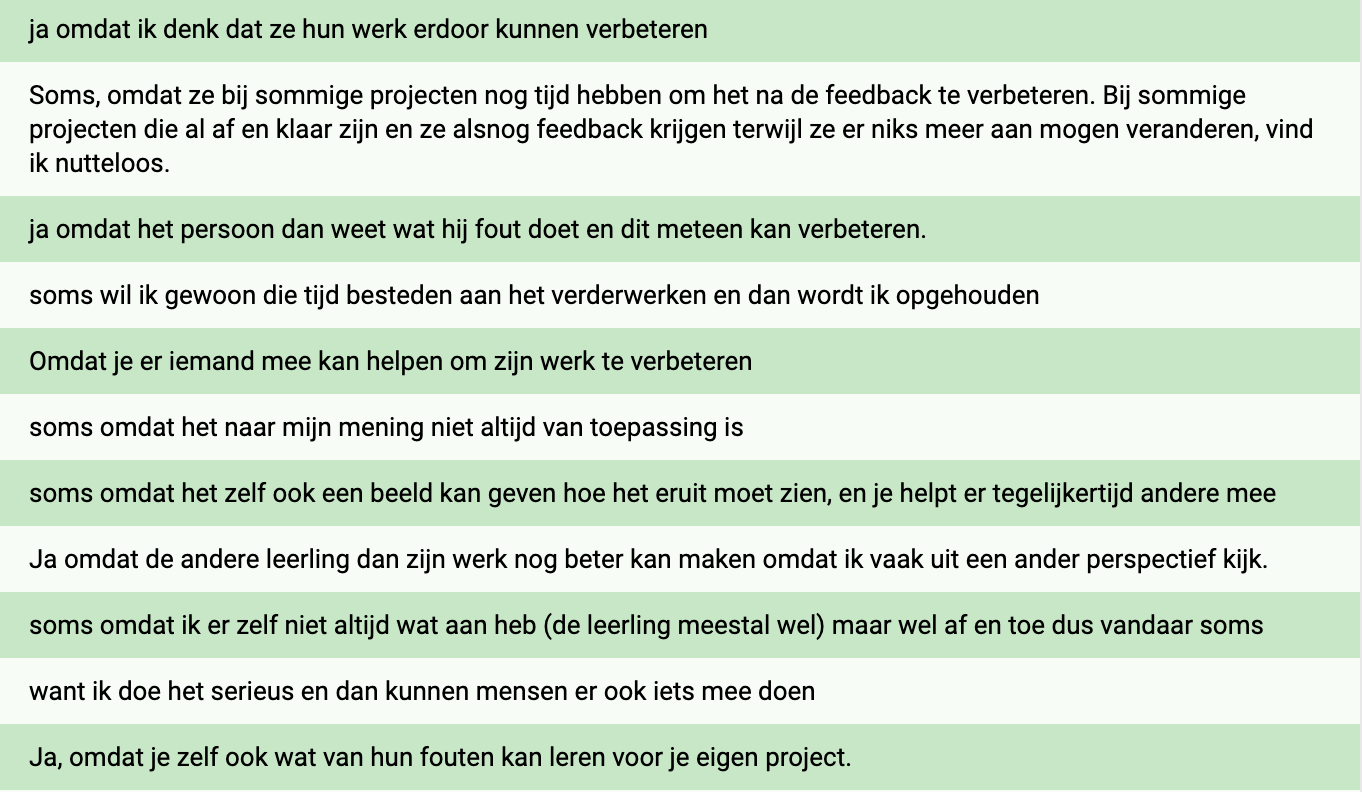 ja omdat ik denk dat ze hun werk erdoor kunnen verbeteren
Soms, omdat ze bij sommige projecten nog tijd hebben om het na de feedback te verbeteren. Bij sommige
projecten die al af en klaar zijn en ze alsnog feedback krijgen terwijl ze er niks meer aan mogen veranderen, vind
ik nutteloos.
ja omdat het persoon dan weet wat hij fout doet en dit meteen kan verbeteren.
soms wil ik gewoon die tijd besteden aan het verderwerken en dan wordt ik opgehouden
Omdat je er iemand mee kan helpen om zijn werk te verbeteren
soms omdat het naar mijn mening niet altijd van toepassing is
soms omdat het zelf ook een beeld kan geven hoe het eruit moet zien, en je helpt er tegelijkertijd andere mee
Ja omdat de andere leerling dan zijn werk nog beter kan maken omdat ik vaak uit een ander perspectief kijk.
soms omdat ik er zelf niet altijd wat aan heb (de leerling meestal wel) maar wel af en toe dus vandaar soms
want ik doe het serieus en dan kunnen mensen er ook iets mee doen
Ja, omdat je zelf ook wat van hun fouten kan leren voor je eigen project.